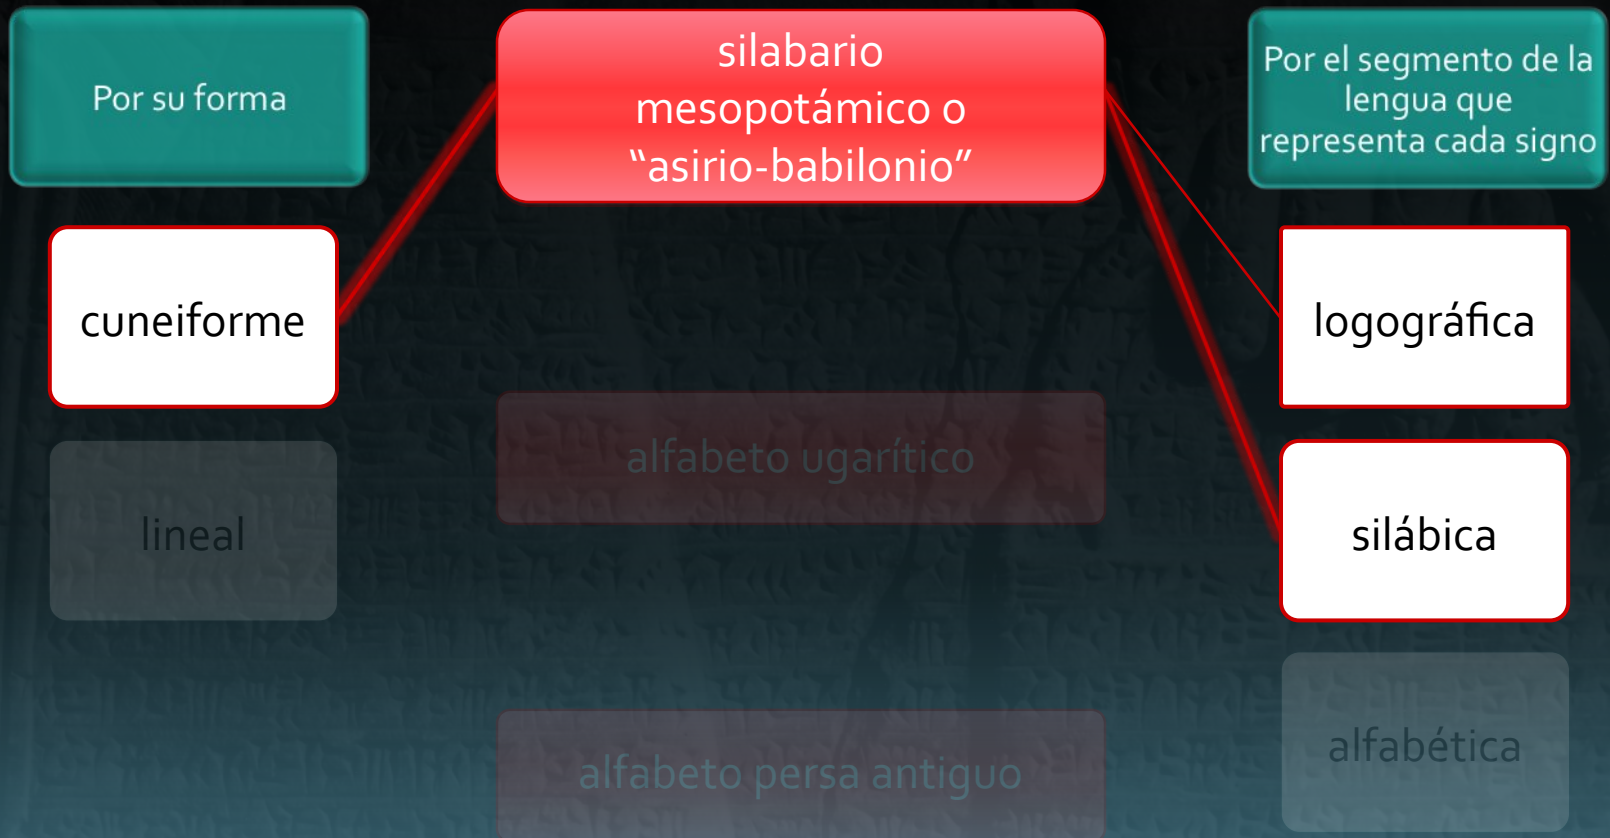 Por su forma
silabario
mesopotámico o
“asirio-babilonio”
Por el segmento de la
lengua que
representa cada signo
cuneiforme
logográfica
alfabeto ugarítico
lineal
silábica
alfabeto persa antiguo
alfabética